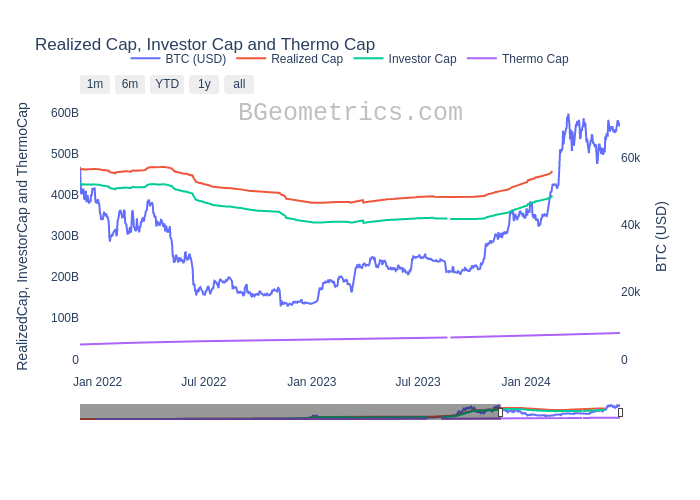 Realized Cap, Investor Cap and Thermo Cap
BTC (USD) Realized Cap Investor Cap Thermo Cap
1m 6m YTD 1y all
BGeometrics.com
600B
500B
400B
300B
200B
100B
0
RealizedCap, InvestorCap and ThermoCap
60k
40k
20k
0
BTC (USD)
Jan 2022 Jul 2022 Jan 2023 Jul 2023 Jan 2024